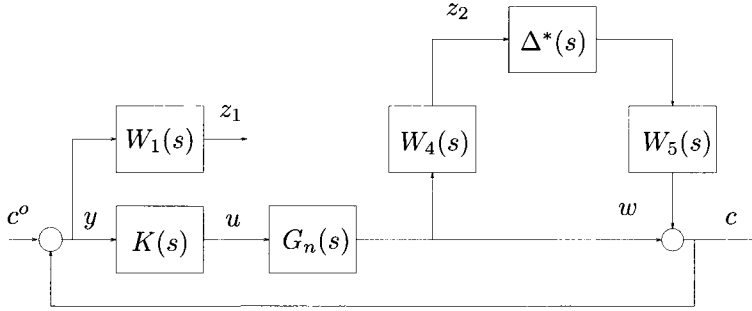 z₂
Δ*(s)
z₁
W₁(s)
W₄(s)
W₅(s)
c° y K(s) u Gₙ(s) w c